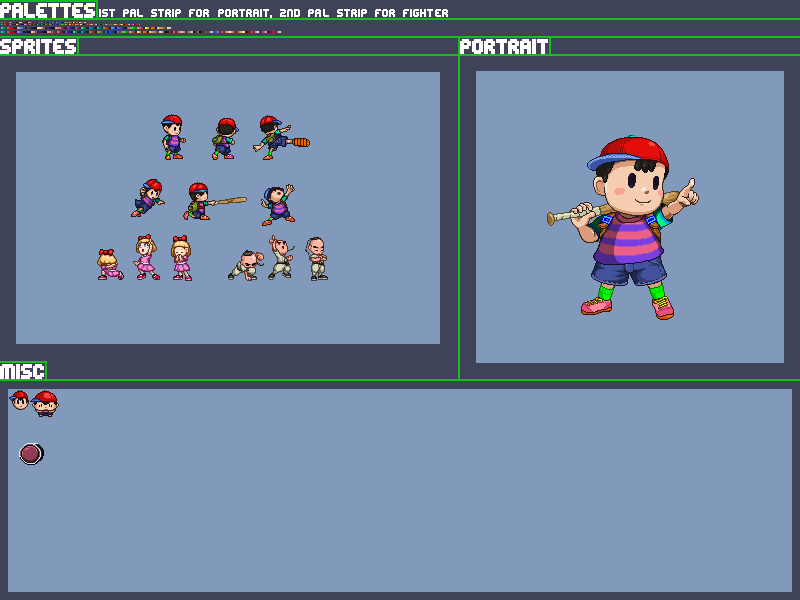 PALETTES 1ST PAL STRIP FOR PORTRAIT, 2ND PAL STRIP FOR FIGHTER
SPRITES
PORTRAIT
MISC